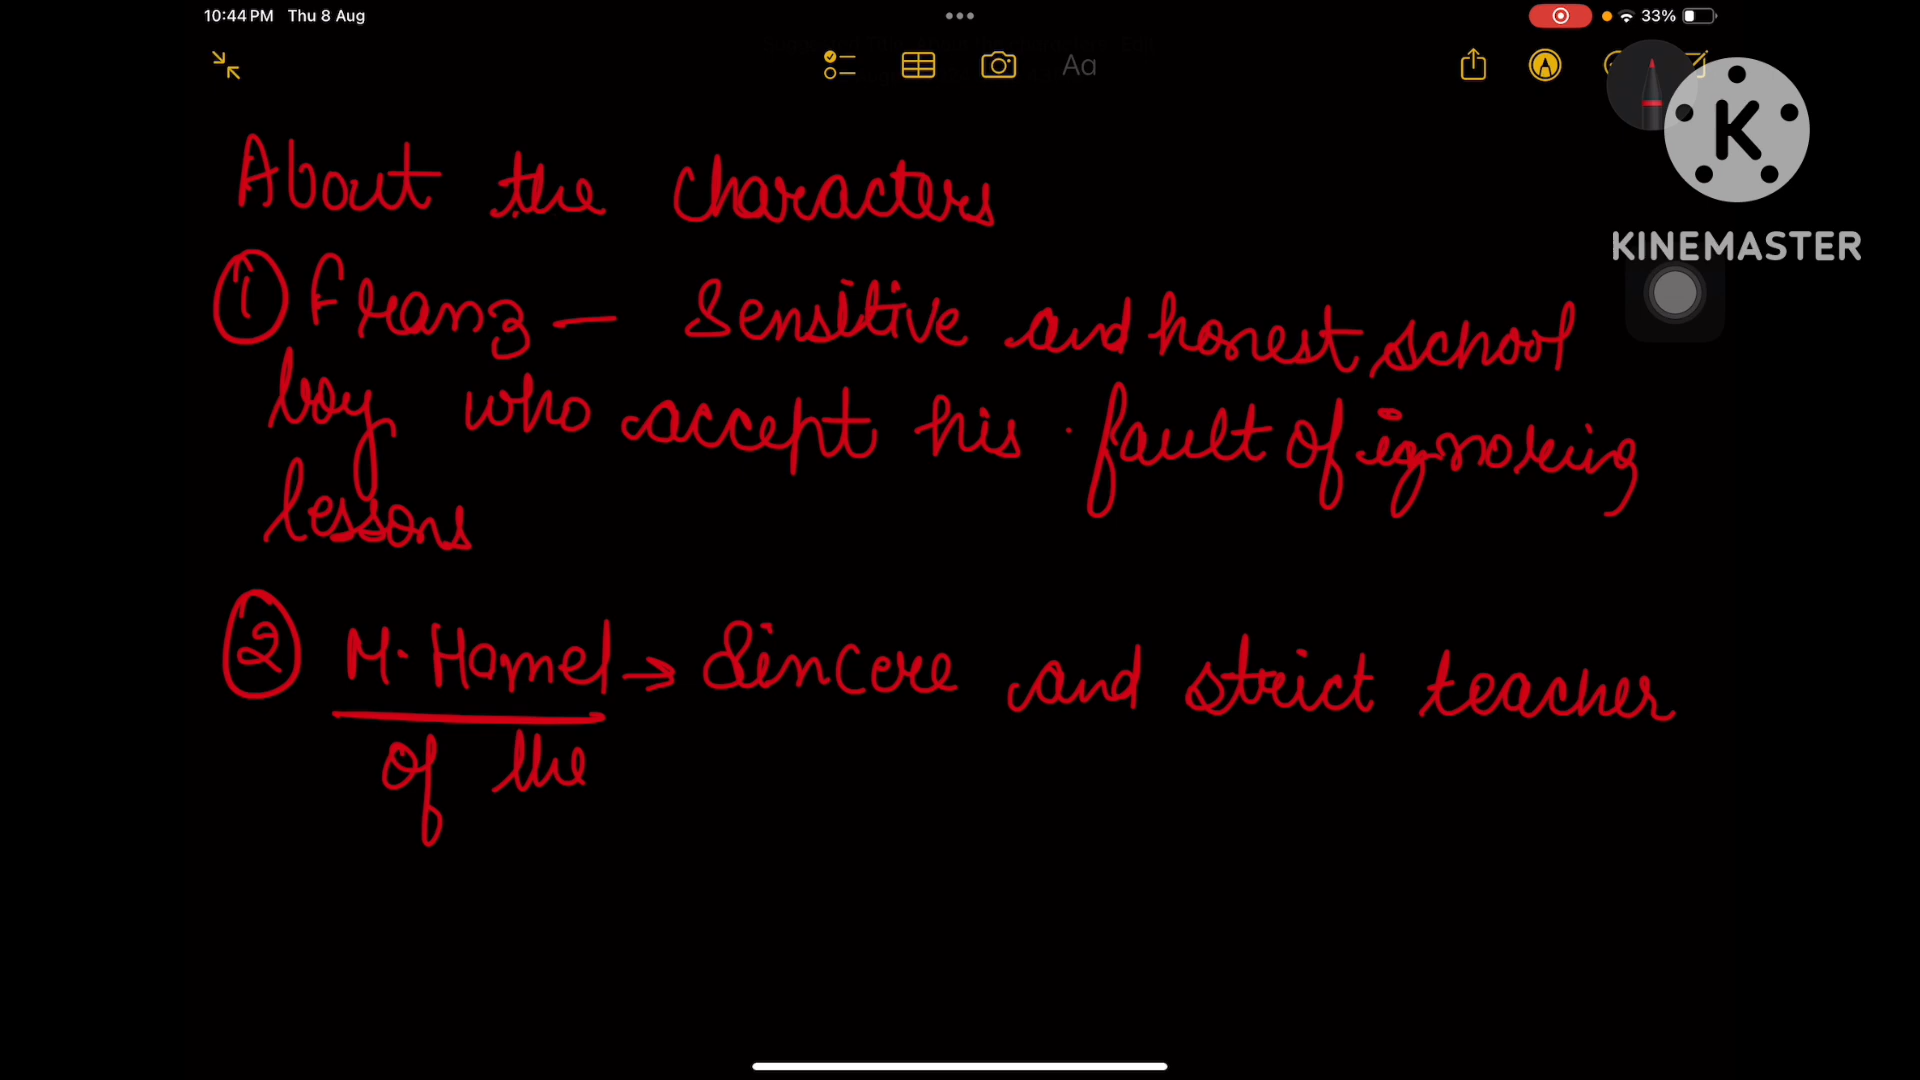 10:44 PM Thu 8 Aug
33%
Aa
K
KINEMASTER
About the characters
① Franz — Sensitive and honest school
boy who accept his fault of ignoring
lessons
② M. Hamel → Sincere and strict teacher
of the